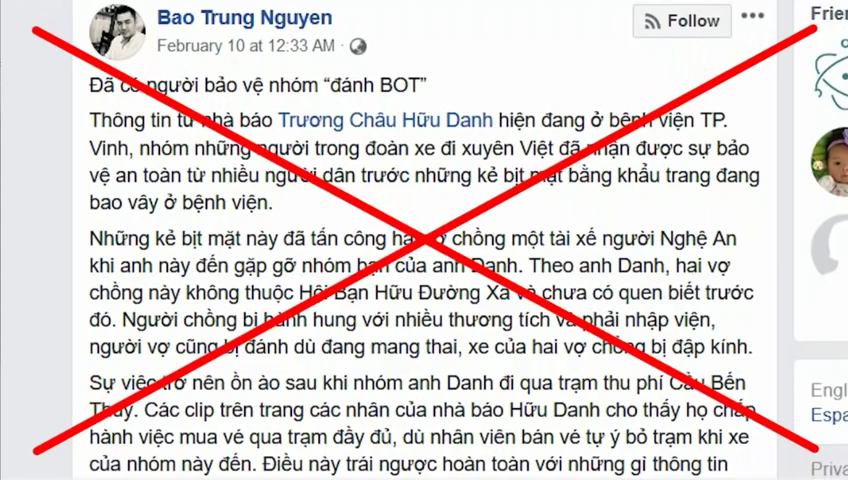 Bao Trung Nguyen
Follow
Frien
February 10 at 12:33 AM
Đã có người bảo vệ nhóm “đánh BOT”
Thông tin từ nhà báo Trương Châu Hữu Danh hiện đang ở bệnh viện TP.
Vinh, nhóm những người trong đoàn xe đi xuyên Việt đã nhận được sự bảo
vệ an toàn từ nhiều người dân trước những kẻ bịt mặt bằng khẩu trang đang
bao vây ở bệnh viện.
Những kẻ bịt mặt này đã tấn công hai vợ chồng một tài xế người Nghệ An
khi anh này đến gặp gỡ nhóm bạn của anh Danh. Theo anh Danh, hai vợ
chồng này không thuộc Hội Bạn Hữu Đường Xa và chưa có quen biết trước
đó. Người chồng bị hành hung với nhiều thương tích và phải nhập viện,
người vợ cũng bị đánh dù đang mang thai, xe của hai vợ chồng bị đập kính.
Sự việc trở nên ồn ào sau khi nhóm anh Danh đi qua trạm thu phí Cầu Bến
Thủy. Các clip trên trang các nhân của nhà báo Hữu Danh cho thấy họ chấp
hành việc mua vé qua trạm đầy đủ, dù nhân viên bán vé tự ý bỏ trạm khi xe
của nhóm này đến. Điều này trái ngược hoàn toàn với những gì thông tin
Engl
Espa
Priva